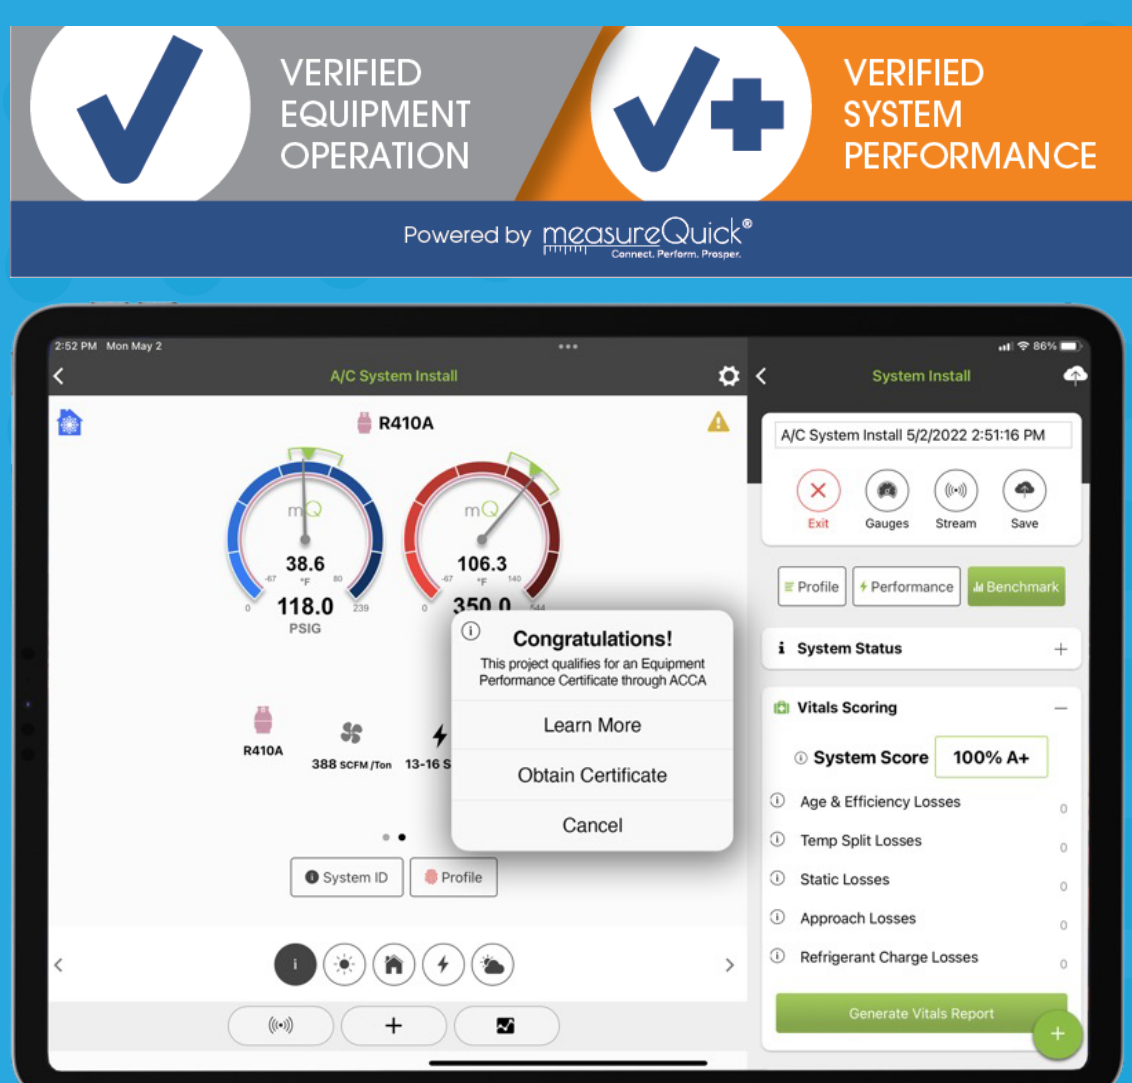 VERIFIED
EQUIPMENT
OPERATION
VERIFIED
SYSTEM
PERFORMANCE
Powered by measureQuick®
Connect. Perform. Prosper.
2:52 PM Mon May 2
86%
A/C System Install
System Install
R410A
A/C System Install 5/2/2022 2:51:16 PM
mQ
38.6
°F
-67
80
0
118.0
239
PSIG
mQ
106.3
°F
-67
140
0
350.0
544
Exit
Gauges
Stream
Save
Profile
Performance
Benchmark
Congratulations!
This project qualifies for an Equipment
Performance Certificate through ACCA
Learn More
Obtain Certificate
Cancel
i System Status
Vitals Scoring
System Score 100% A+
Age & Efficiency Losses 0
Temp Split Losses 0
Static Losses 0
Approach Losses 0
Refrigerant Charge Losses 0
Generate Vitals Report
+
R410A
388 SCFM /Ton
13-16 S
System ID
Profile